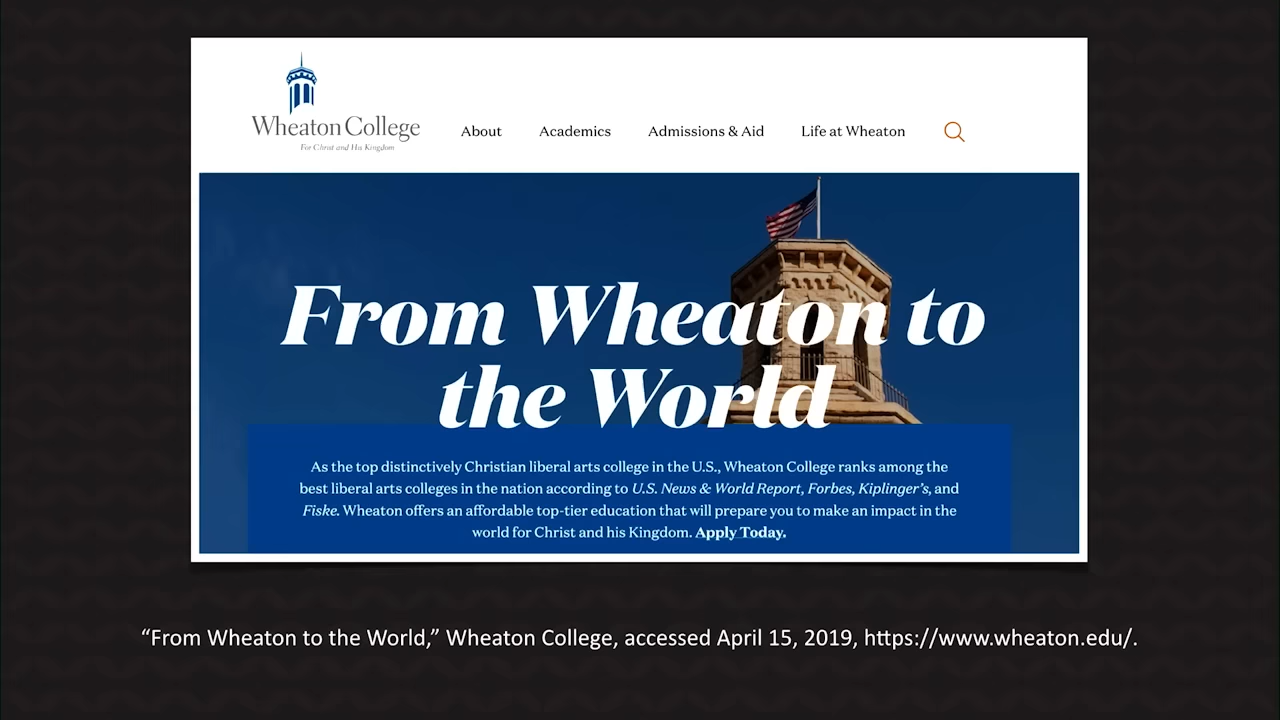 Wheaton College
For Christ and His Kingdom
About
Academics
Admissions & Aid
Life at Wheaton
From Wheaton to
the World
As the top distinctively Christian liberal arts college in the U.S., Wheaton College ranks among the
best liberal arts colleges in the nation according to U.S. News & World Report, Forbes, Kiplinger's, and
Fiske. Wheaton offers an affordable top-tier education that will prepare you to make an impact in the
world for Christ and his Kingdom. Apply Today.
“From Wheaton to the World,” Wheaton College, accessed April 15, 2019, https://www.wheaton.edu/.